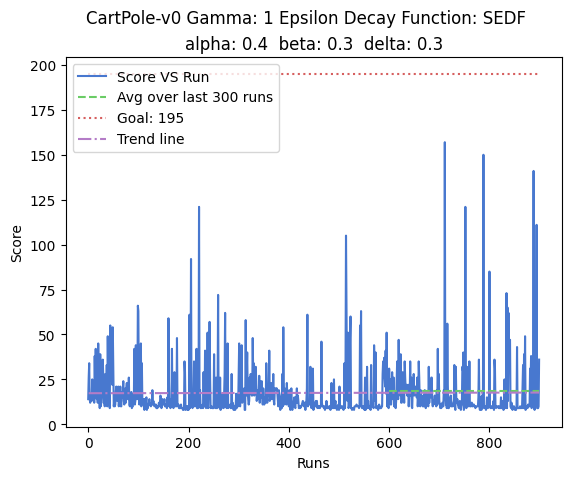 CartPole-v0 Gamma: 1 Epsilon Decay Function: SEDF
alpha: 0.4 beta: 0.3 delta: 0.3
Score VS Run
Avg over last 300 runs
Goal: 195
Trend line
200
175
150
125
100
75
50
25
0
Score
0 200 400 600 800
Runs